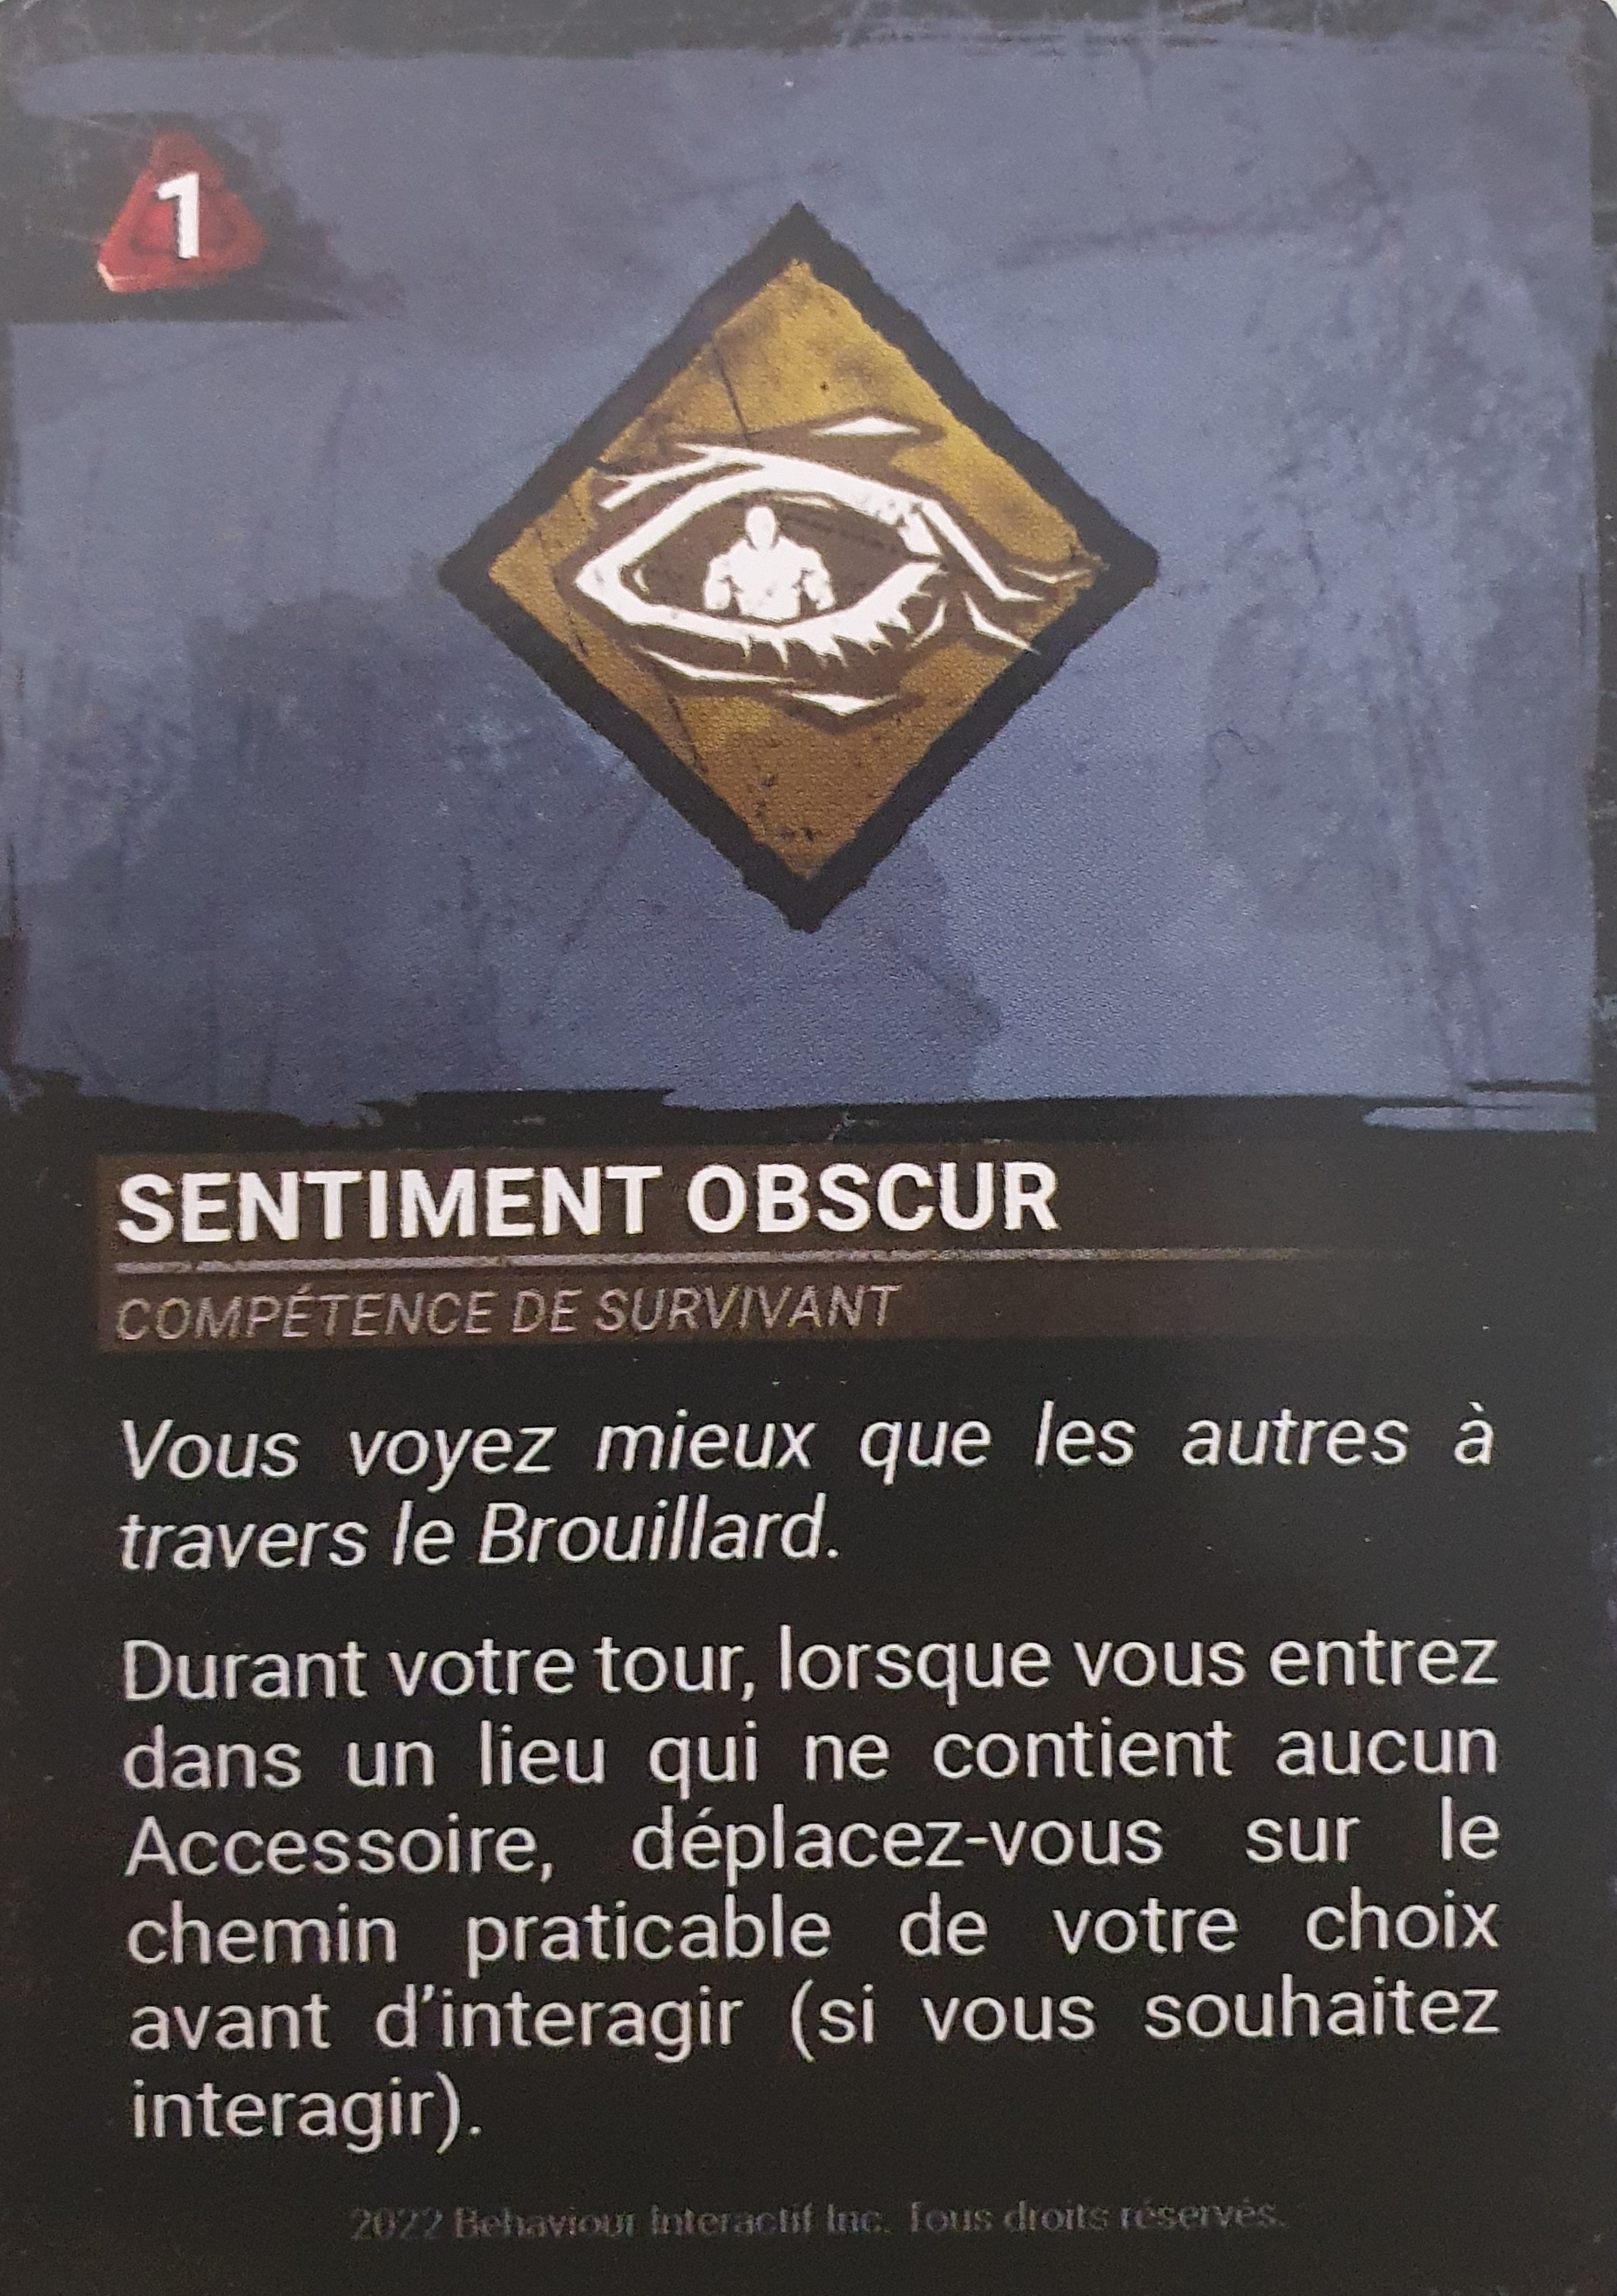 1
SENTIMENT OBSCUR
COMPÉTENCE DE SURVIVANT
Vous voyez mieux que les autres à
travers le Brouillard.
Durant votre tour, lorsque vous entrez
dans un lieu qui ne contient aucun
Accessoire, déplacez-vous sur le
chemin praticable de votre choix
avant d'interagir (si vous souhaitez
interagir).
2022 Behaviour Interactif Inc. Tous droits réservés.